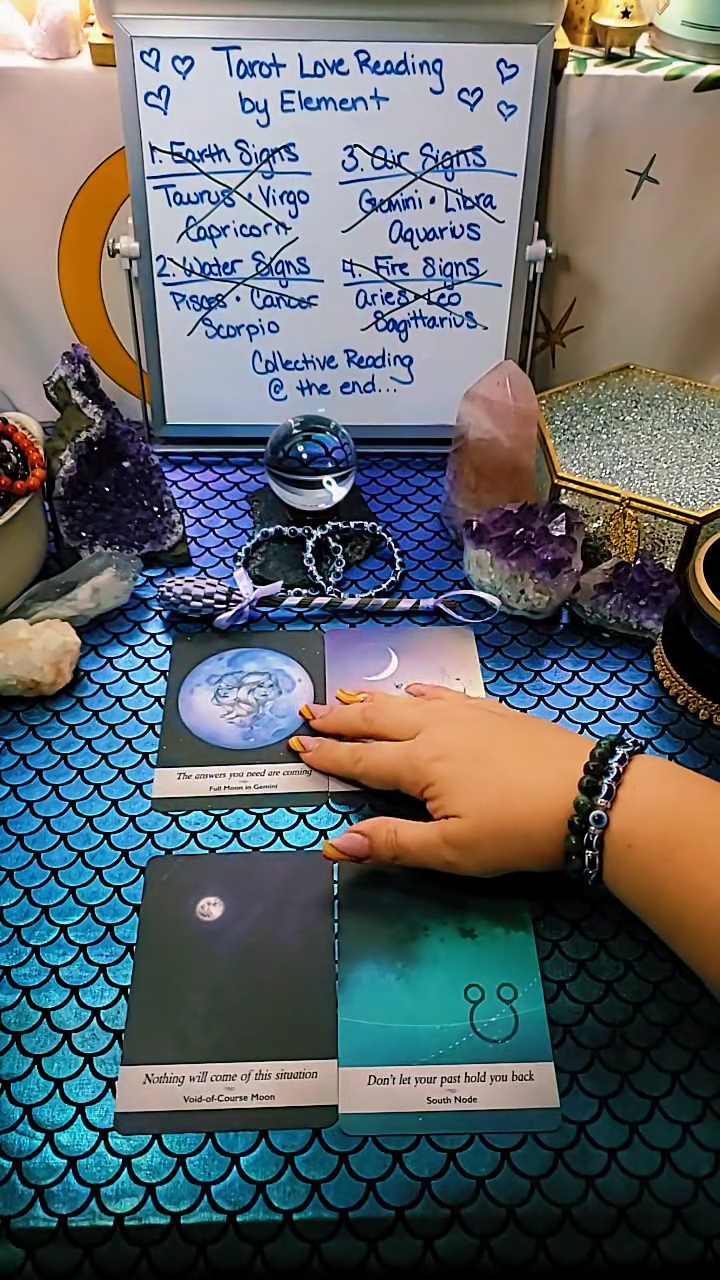 Tarot Love Reading
by Element
1. Earth Signs
Taurus • Virgo
Capricorn
2. Water Signs
Pisces • Cancer
Scorpio
3. Air Signs
Gemini • Libra
Aquarius
4. Fire Signs
Aries • Leo
Sagittarius
Collective Reading
@ the end...
The answers you need are coming
Full Moon in Gemini
Nothing will come of this situation
Void-of-Course Moon
Don't let your past hold you back
South Node